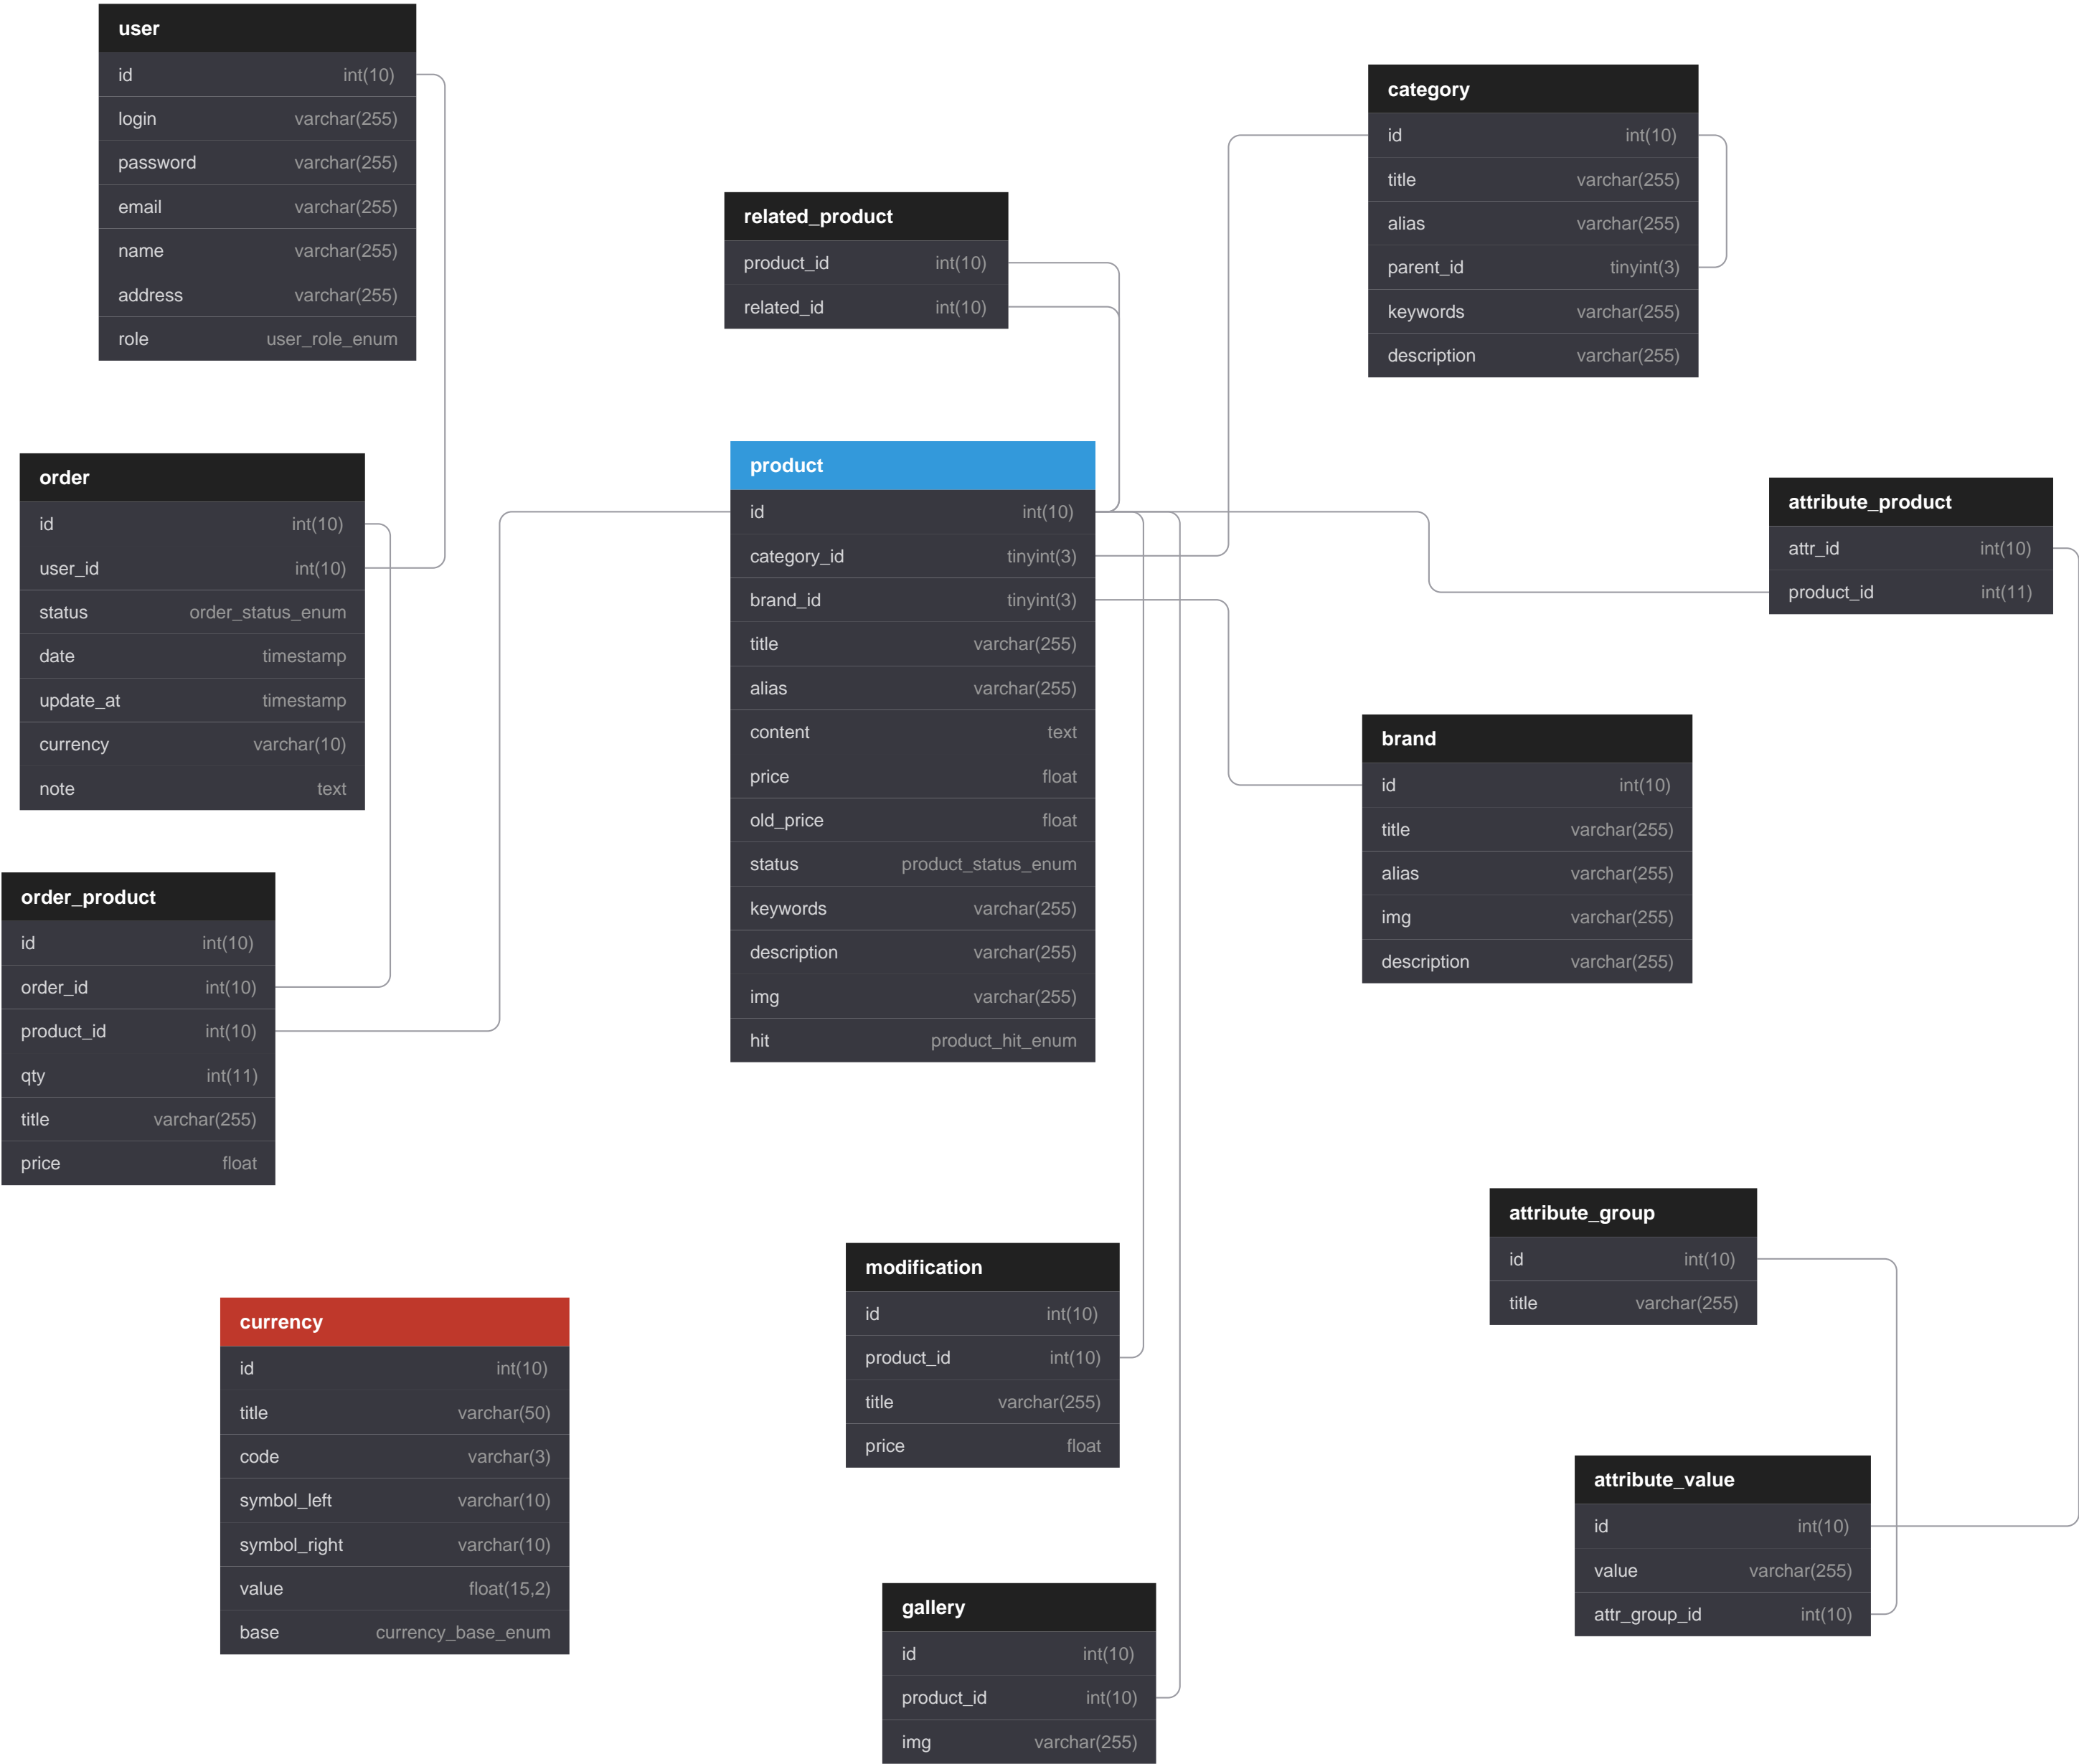 user
id int(10)
login varchar(255)
password varchar(255)
email varchar(255)
name varchar(255)
address varchar(255)
role user_role_enum
category
id int(10)
title varchar(255)
alias varchar(255)
parent_id tinyint(3)
keywords varchar(255)
description varchar(255)
related_product
product_id int(10)
related_id int(10)
order
id int(10)
user_id int(10)
status order_status_enum
date timestamp
update_at timestamp
currency varchar(10)
note text
product
id int(10)
category_id tinyint(3)
brand_id tinyint(3)
title varchar(255)
alias varchar(255)
content text
price float
old_price float
status product_status_enum
keywords varchar(255)
description varchar(255)
img varchar(255)
hit product_hit_enum
attribute_product
attr_id int(10)
product_id int(11)
brand
id int(10)
title varchar(255)
alias varchar(255)
img varchar(255)
description varchar(255)
order_product
id int(10)
order_id int(10)
product_id int(10)
qty int(11)
title varchar(255)
price float
attribute_group
id int(10)
title varchar(255)
modification
id int(10)
product_id int(10)
title varchar(255)
price float
currency
id int(10)
title varchar(50)
code varchar(3)
symbol_left varchar(10)
symbol_right varchar(10)
value float(15,2)
base currency_base_enum
attribute_value
id int(10)
value varchar(255)
attr_group_id int(10)
gallery
id int(10)
product_id int(10)
img varchar(255)